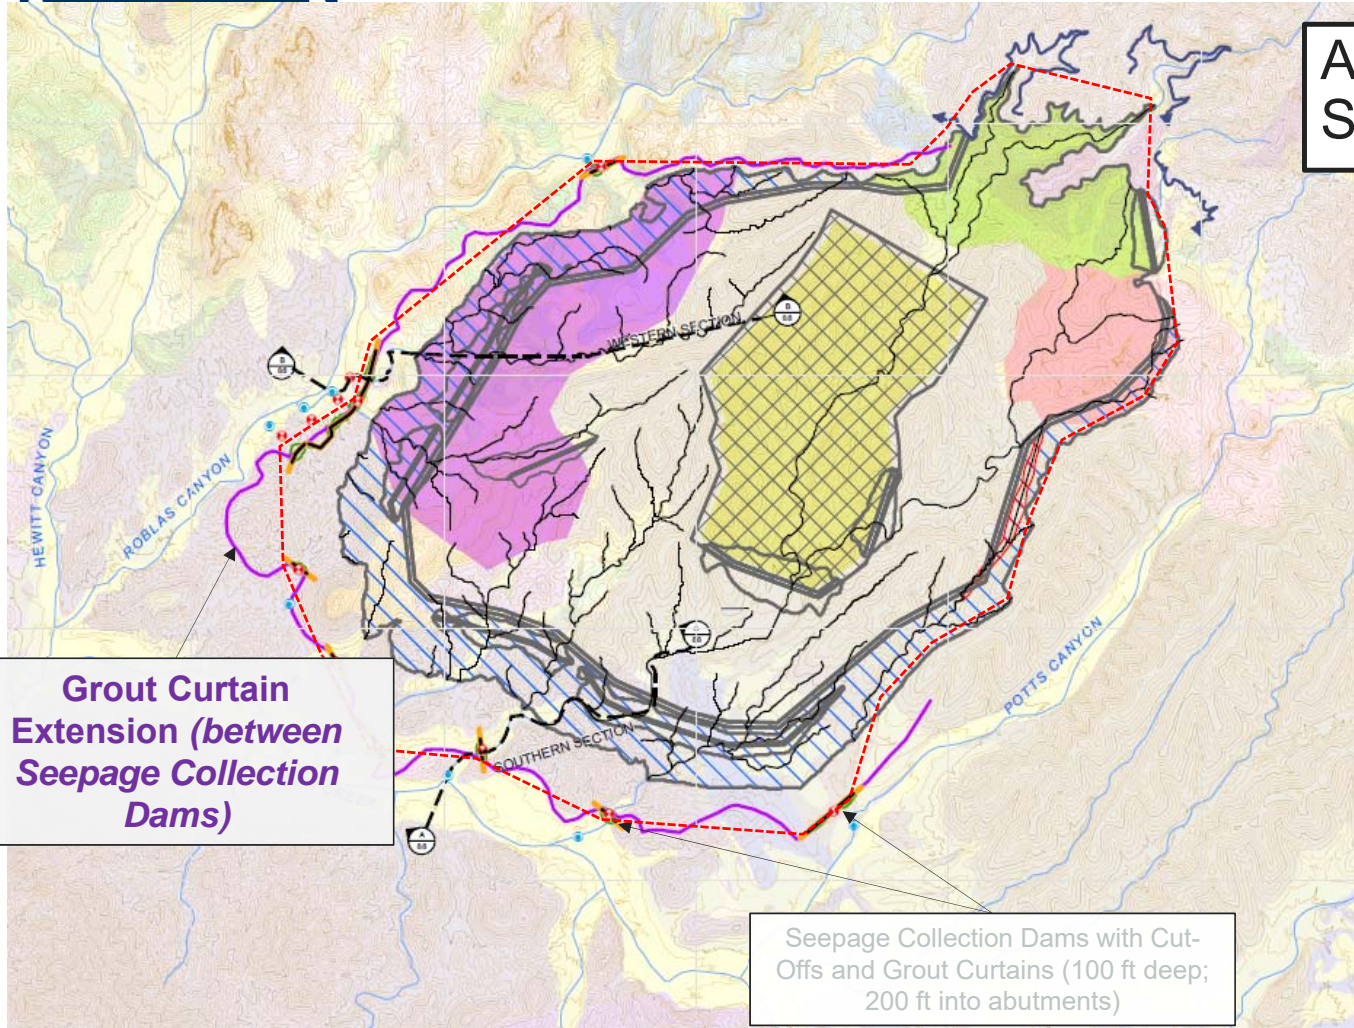 A
S
B
WESTERN SECTION
B
HEWITT CANYON
ROBLAS CANYON
POTTS CANYON
SOUTHERN SECTION
A
Grout Curtain
Extension (between
Seepage Collection
Dams)
Seepage Collection Dams with Cut-
Offs and Grout Curtains (100 ft deep;
200 ft into abutments)